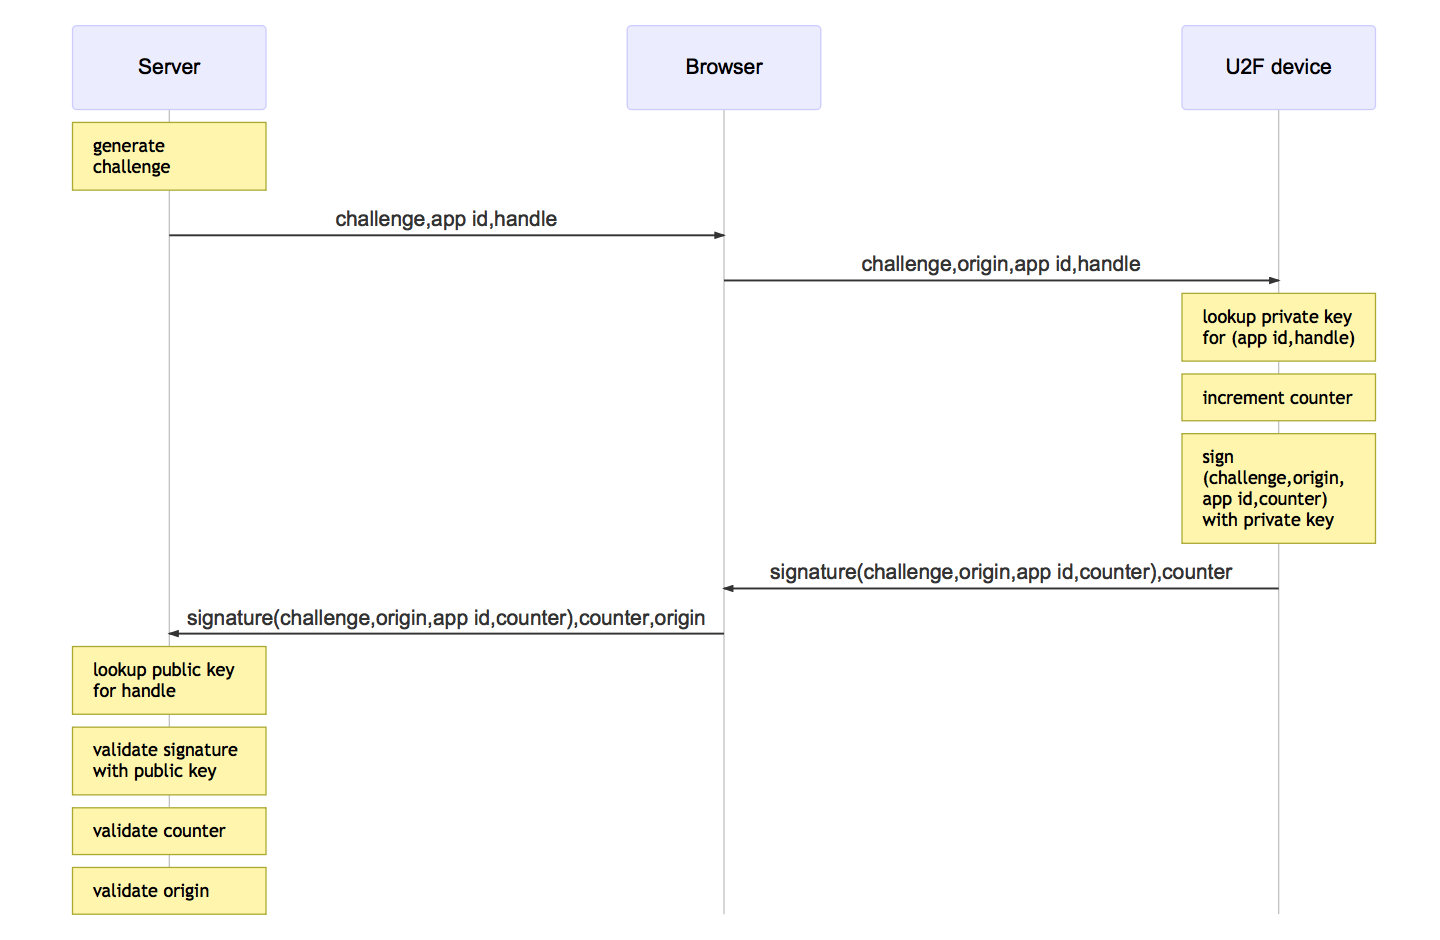 Server
Browser
U2F device
generate
challenge
challenge,app id,handle
challenge,origin,app id,handle
lookup private key
for (app id,handle)
increment counter
sign
(challenge,origin,
app id,counter)
with private key
signature(challenge,origin,app id,counter),counter
signature(challenge,origin,app id,counter),counter,origin
lookup public key
for handle
validate signature
with public key
validate counter
validate origin